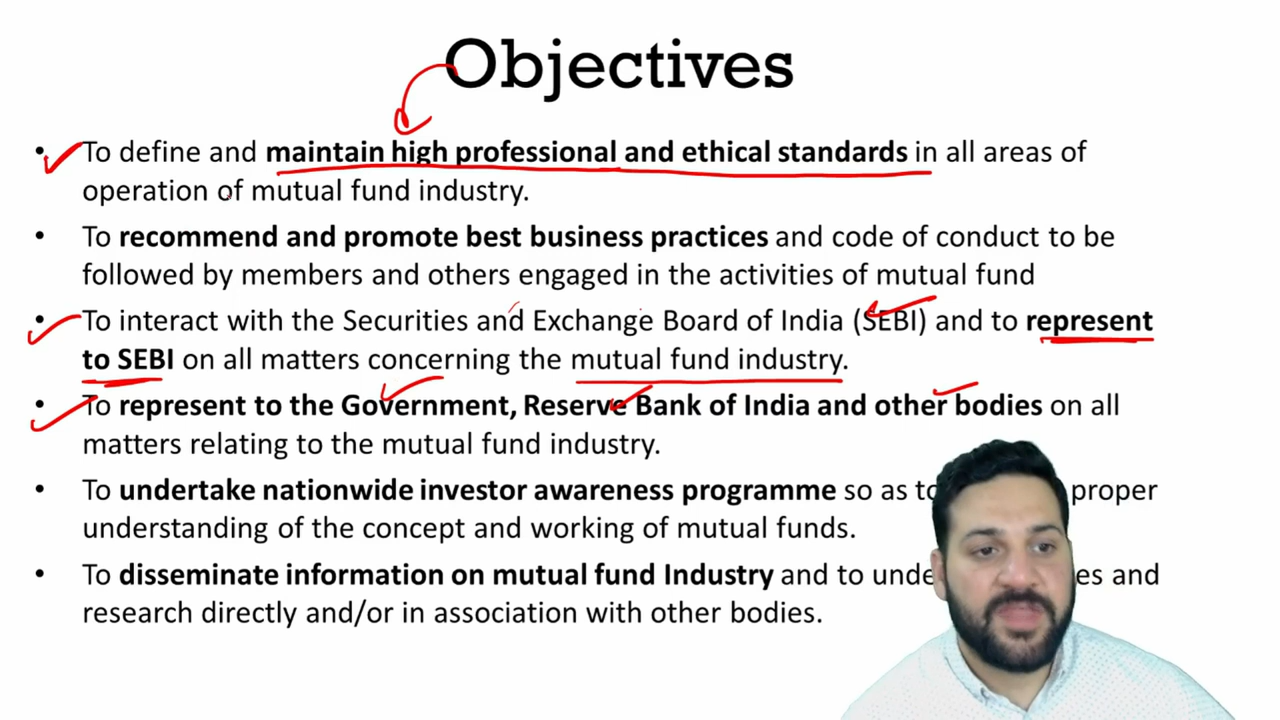 Objectives
• To define and maintain high professional and ethical standards in all areas of
operation of mutual fund industry.
• To recommend and promote best business practices and code of conduct to be
followed by members and others engaged in the activities of mutual fund
• To interact with the Securities and Exchange Board of India (SEBI) and to represent
to SEBI on all matters concerning the mutual fund industry.
• To represent to the Government, Reserve Bank of India and other bodies on all
matters relating to the mutual fund industry.
• To undertake nationwide investor awareness programme so as proper
understanding of the concept and working of mutual funds.
• To disseminate information on mutual fund Industry and to and
research directly and/or in association with other bodies.